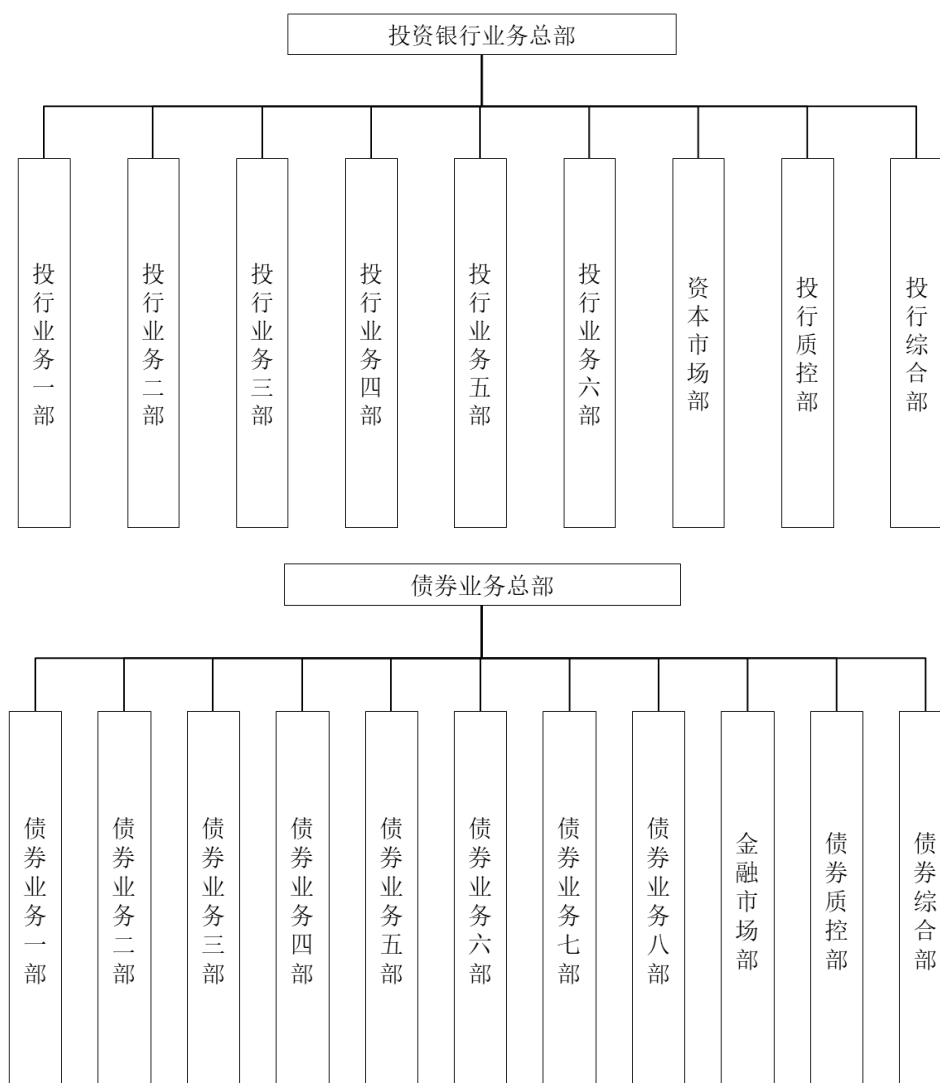 投资银行业务总部
投行业务一部
投行业务二部
投行业务三部
投行业务四部
投行业务五部
投行业务六部
资本市场部
投行质控部
投行综合部
债券业务总部
债券业务一部
债券业务二部
债券业务三部
债券业务四部
债券业务五部
债券业务六部
债券业务七部
债券业务八部
金融市场部
债券质控部
债券综合部